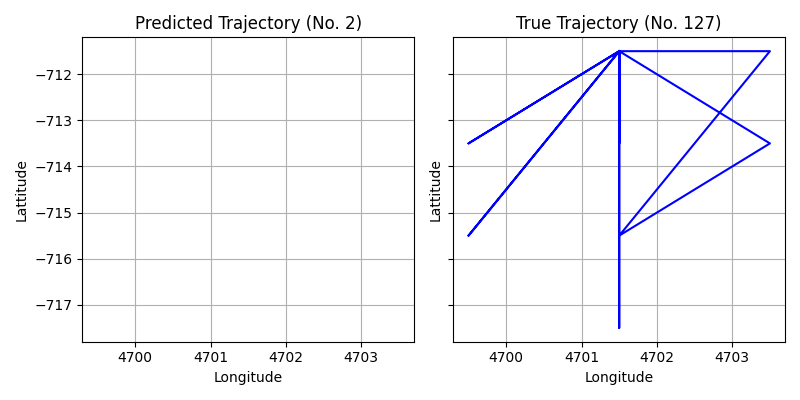 Predicted Trajectory (No. 2)
−712
−713
−714
−715
−716
−717
Lattitude
4700 4701 4702 4703
Longitude
True Trajectory (No. 127)
Lattitude
4700 4701 4702 4703
Longitude